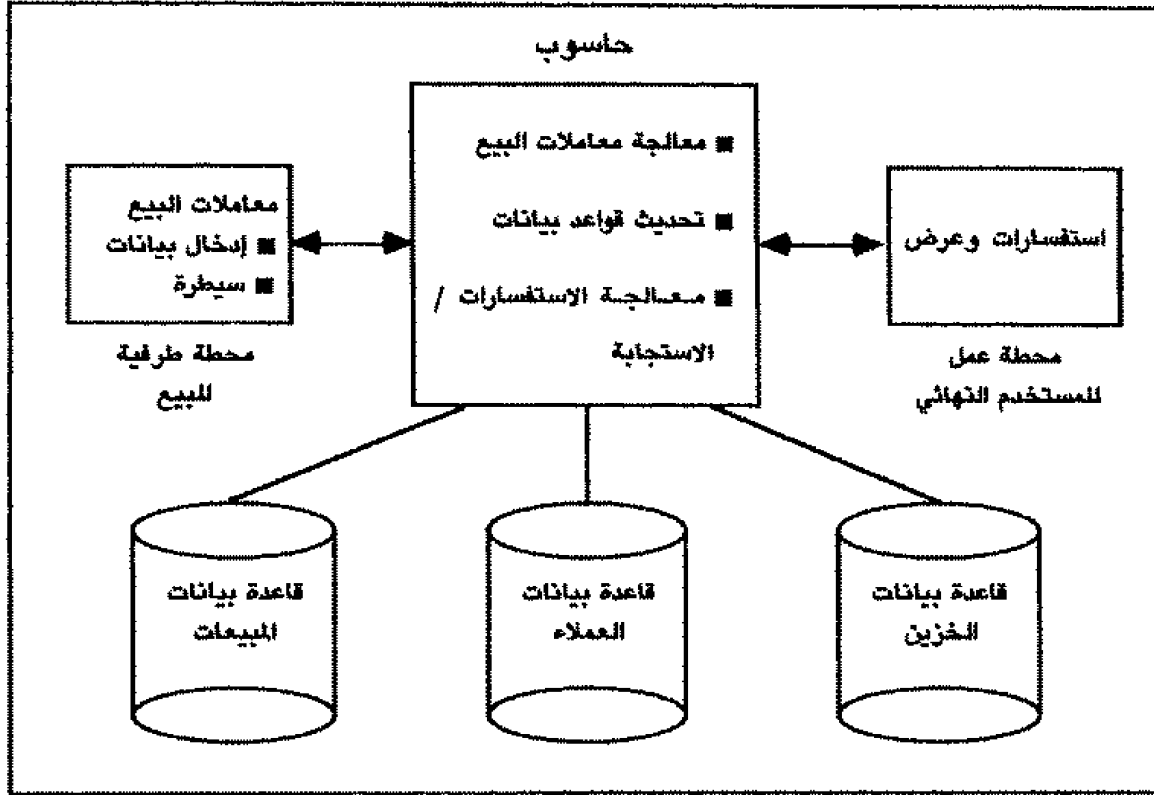 حاسوب
■ معالجة معاملات البيع
■ تحديث قواعد بيانات
■ معالجة الاستفسارات /
الاستجابة
استفسارات وعرض
محطة عمل
للمستخدم النهائي
معاملات البيع
■ إدخال بيانات
■ سيطرة
محطة طرفية
للبيع
قاعدة بيانات
الخزين
قاعدة بيانات
العملاء
قاعدة بيانات
المبيعات